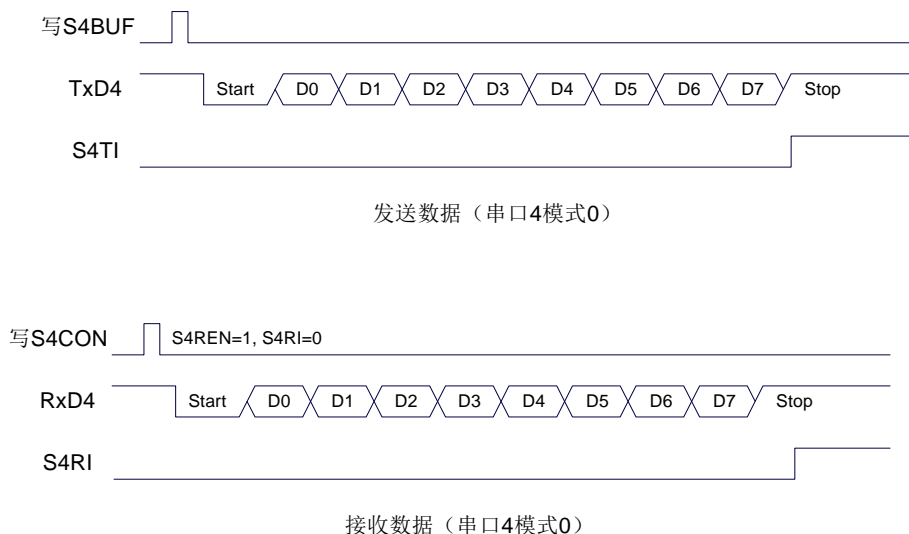 写S4BUF
TxD4 Start D0 D1 D2 D3 D4 D5 D6 D7 Stop
S4TI
发送数据（串口4模式0）
写S4CON S4REN=1, S4RI=0
RxD4 Start D0 D1 D2 D3 D4 D5 D6 D7 Stop
S4RI
接收数据（串口4模式0）